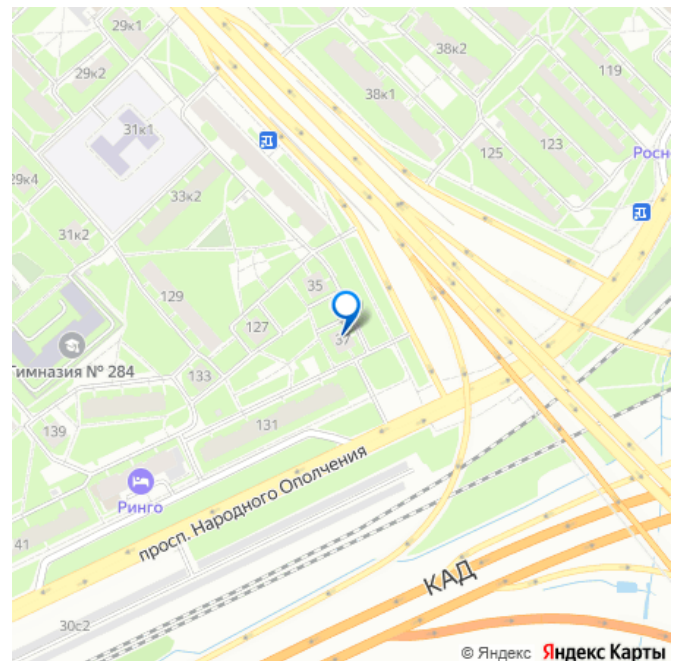 29к1
38к2
29к2
119
38к1
31к1
123
125
Росн
29к4
33к2
31к2
35
129
127
37
Гимназия № 284
133
131
139
Ринго
просп. Народного Ополчения
41
КАД
30с2
© Яндекс Яндекс Карты